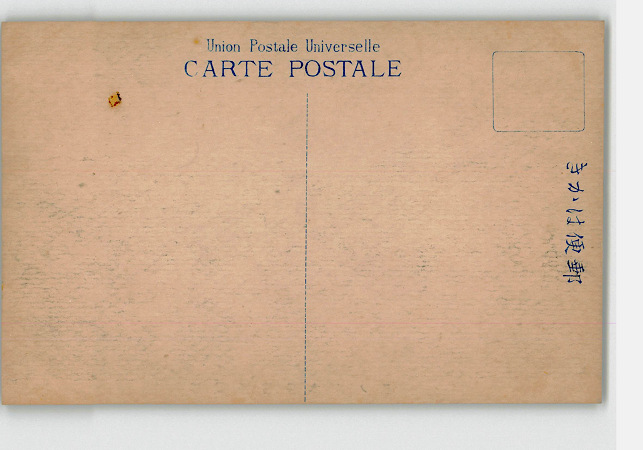 Union Postale Universelle
CARTE POSTALE
郵便はかき